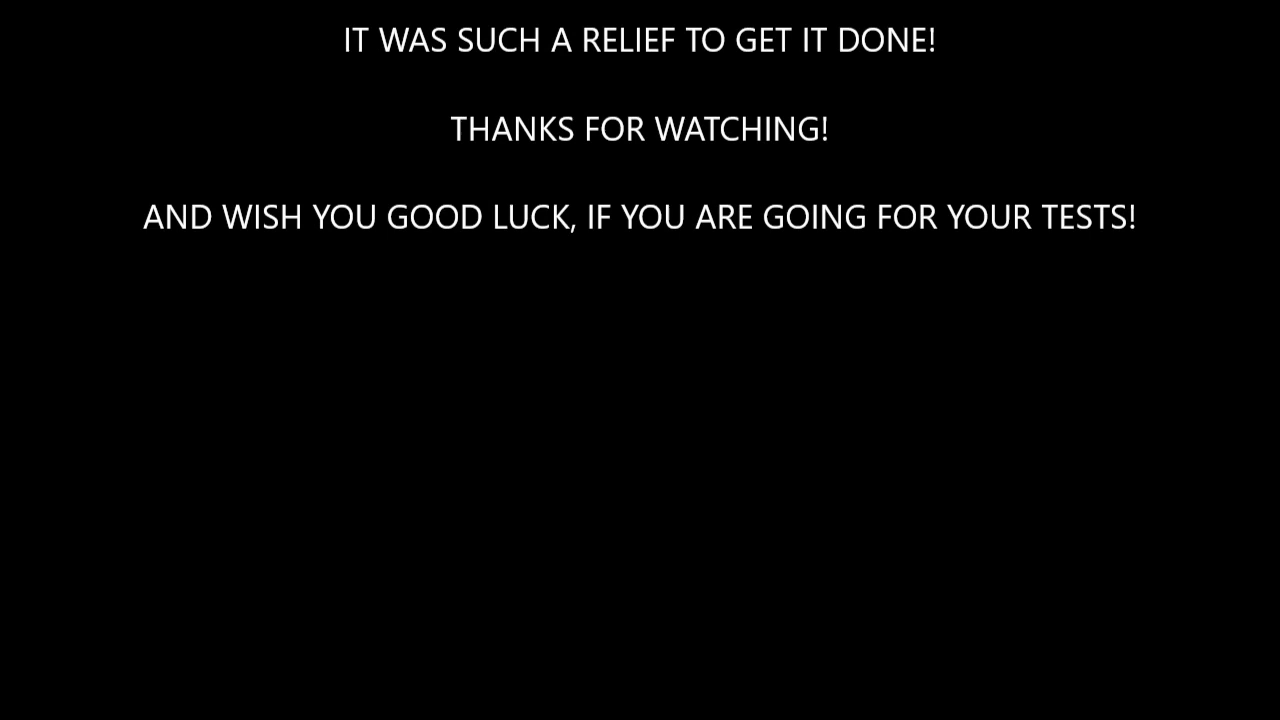 IT WAS SUCH A RELIEF TO GET IT DONE!
THANKS FOR WATCHING!
AND WISH YOU GOOD LUCK, IF YOU ARE GOING FOR YOUR TESTS!